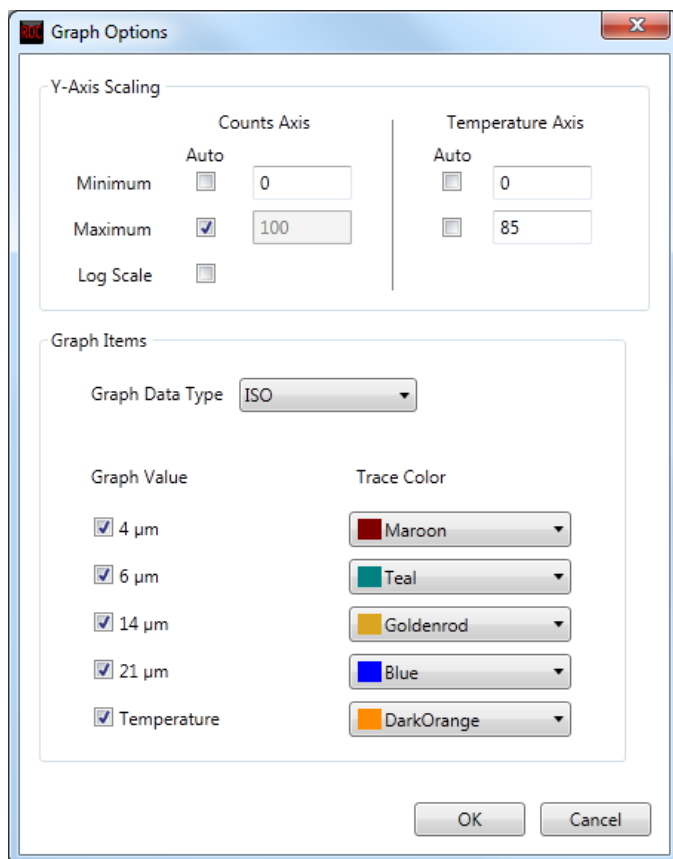 ROC Graph Options
Y-Axis Scaling
Counts Axis Temperature Axis
Auto Auto
Minimum 0 0
Maximum 100 85
Log Scale
Graph Items
Graph Data Type ISO
Graph Value Trace Color
4 µm Maroon
6 µm Teal
14 µm Goldenrod
21 µm Blue
Temperature DarkOrange
OK Cancel